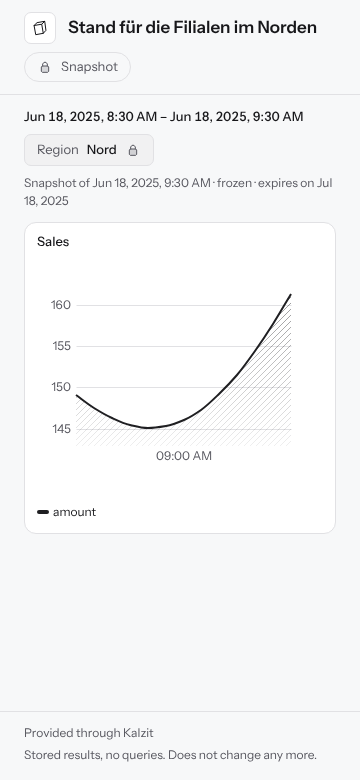 Stand für die Filialen im Norden
Snapshot
Jun 18, 2025, 8:30 AM – Jun 18, 2025, 9:30 AM
Region Nord
Snapshot of Jun 18, 2025, 9:30 AM · frozen · expires on Jul
18, 2025
Sales
160
155
150
145
09:00 AM
amount
Provided through Kalzit
Stored results, no queries. Does not change any more.